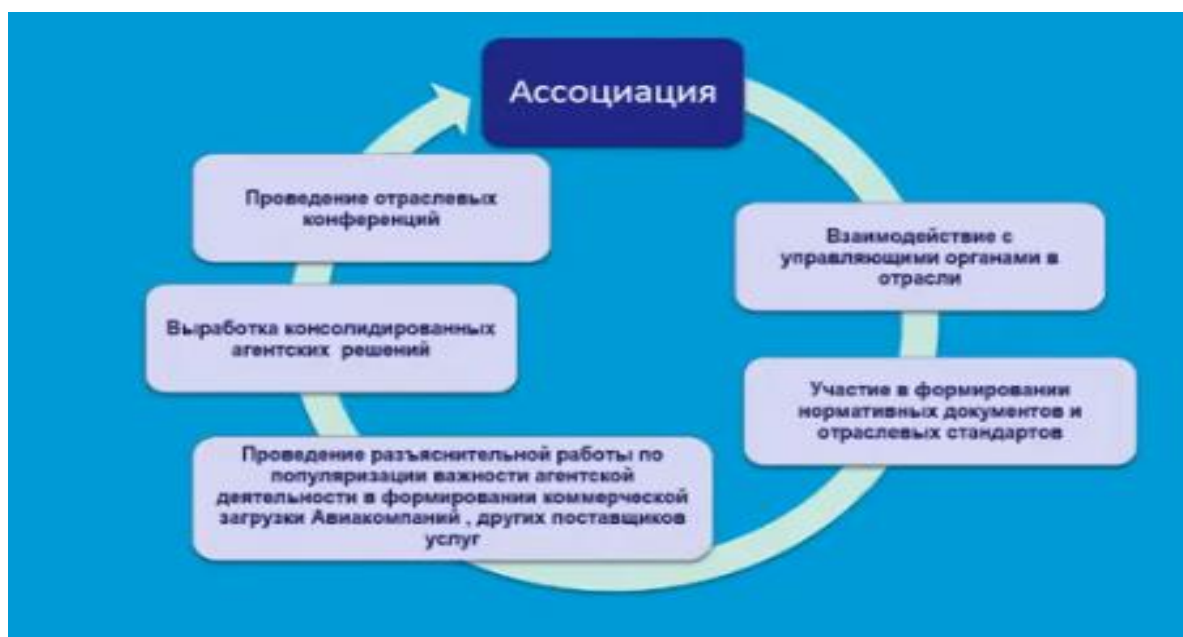 Ассоциация
Взаимодействие с
управляющими органами в
отрасли
Участие в формировании
нормативных документов и
отраслевых стандартов
Проведение разъяснительной работы по
популяризации важности агентской
деятельности в формировании коммерческой
загрузки Авиакомпаний , других поставщиков
услуг
Выработка консолидированных
агентских решений
Проведение отраслевых
конференций